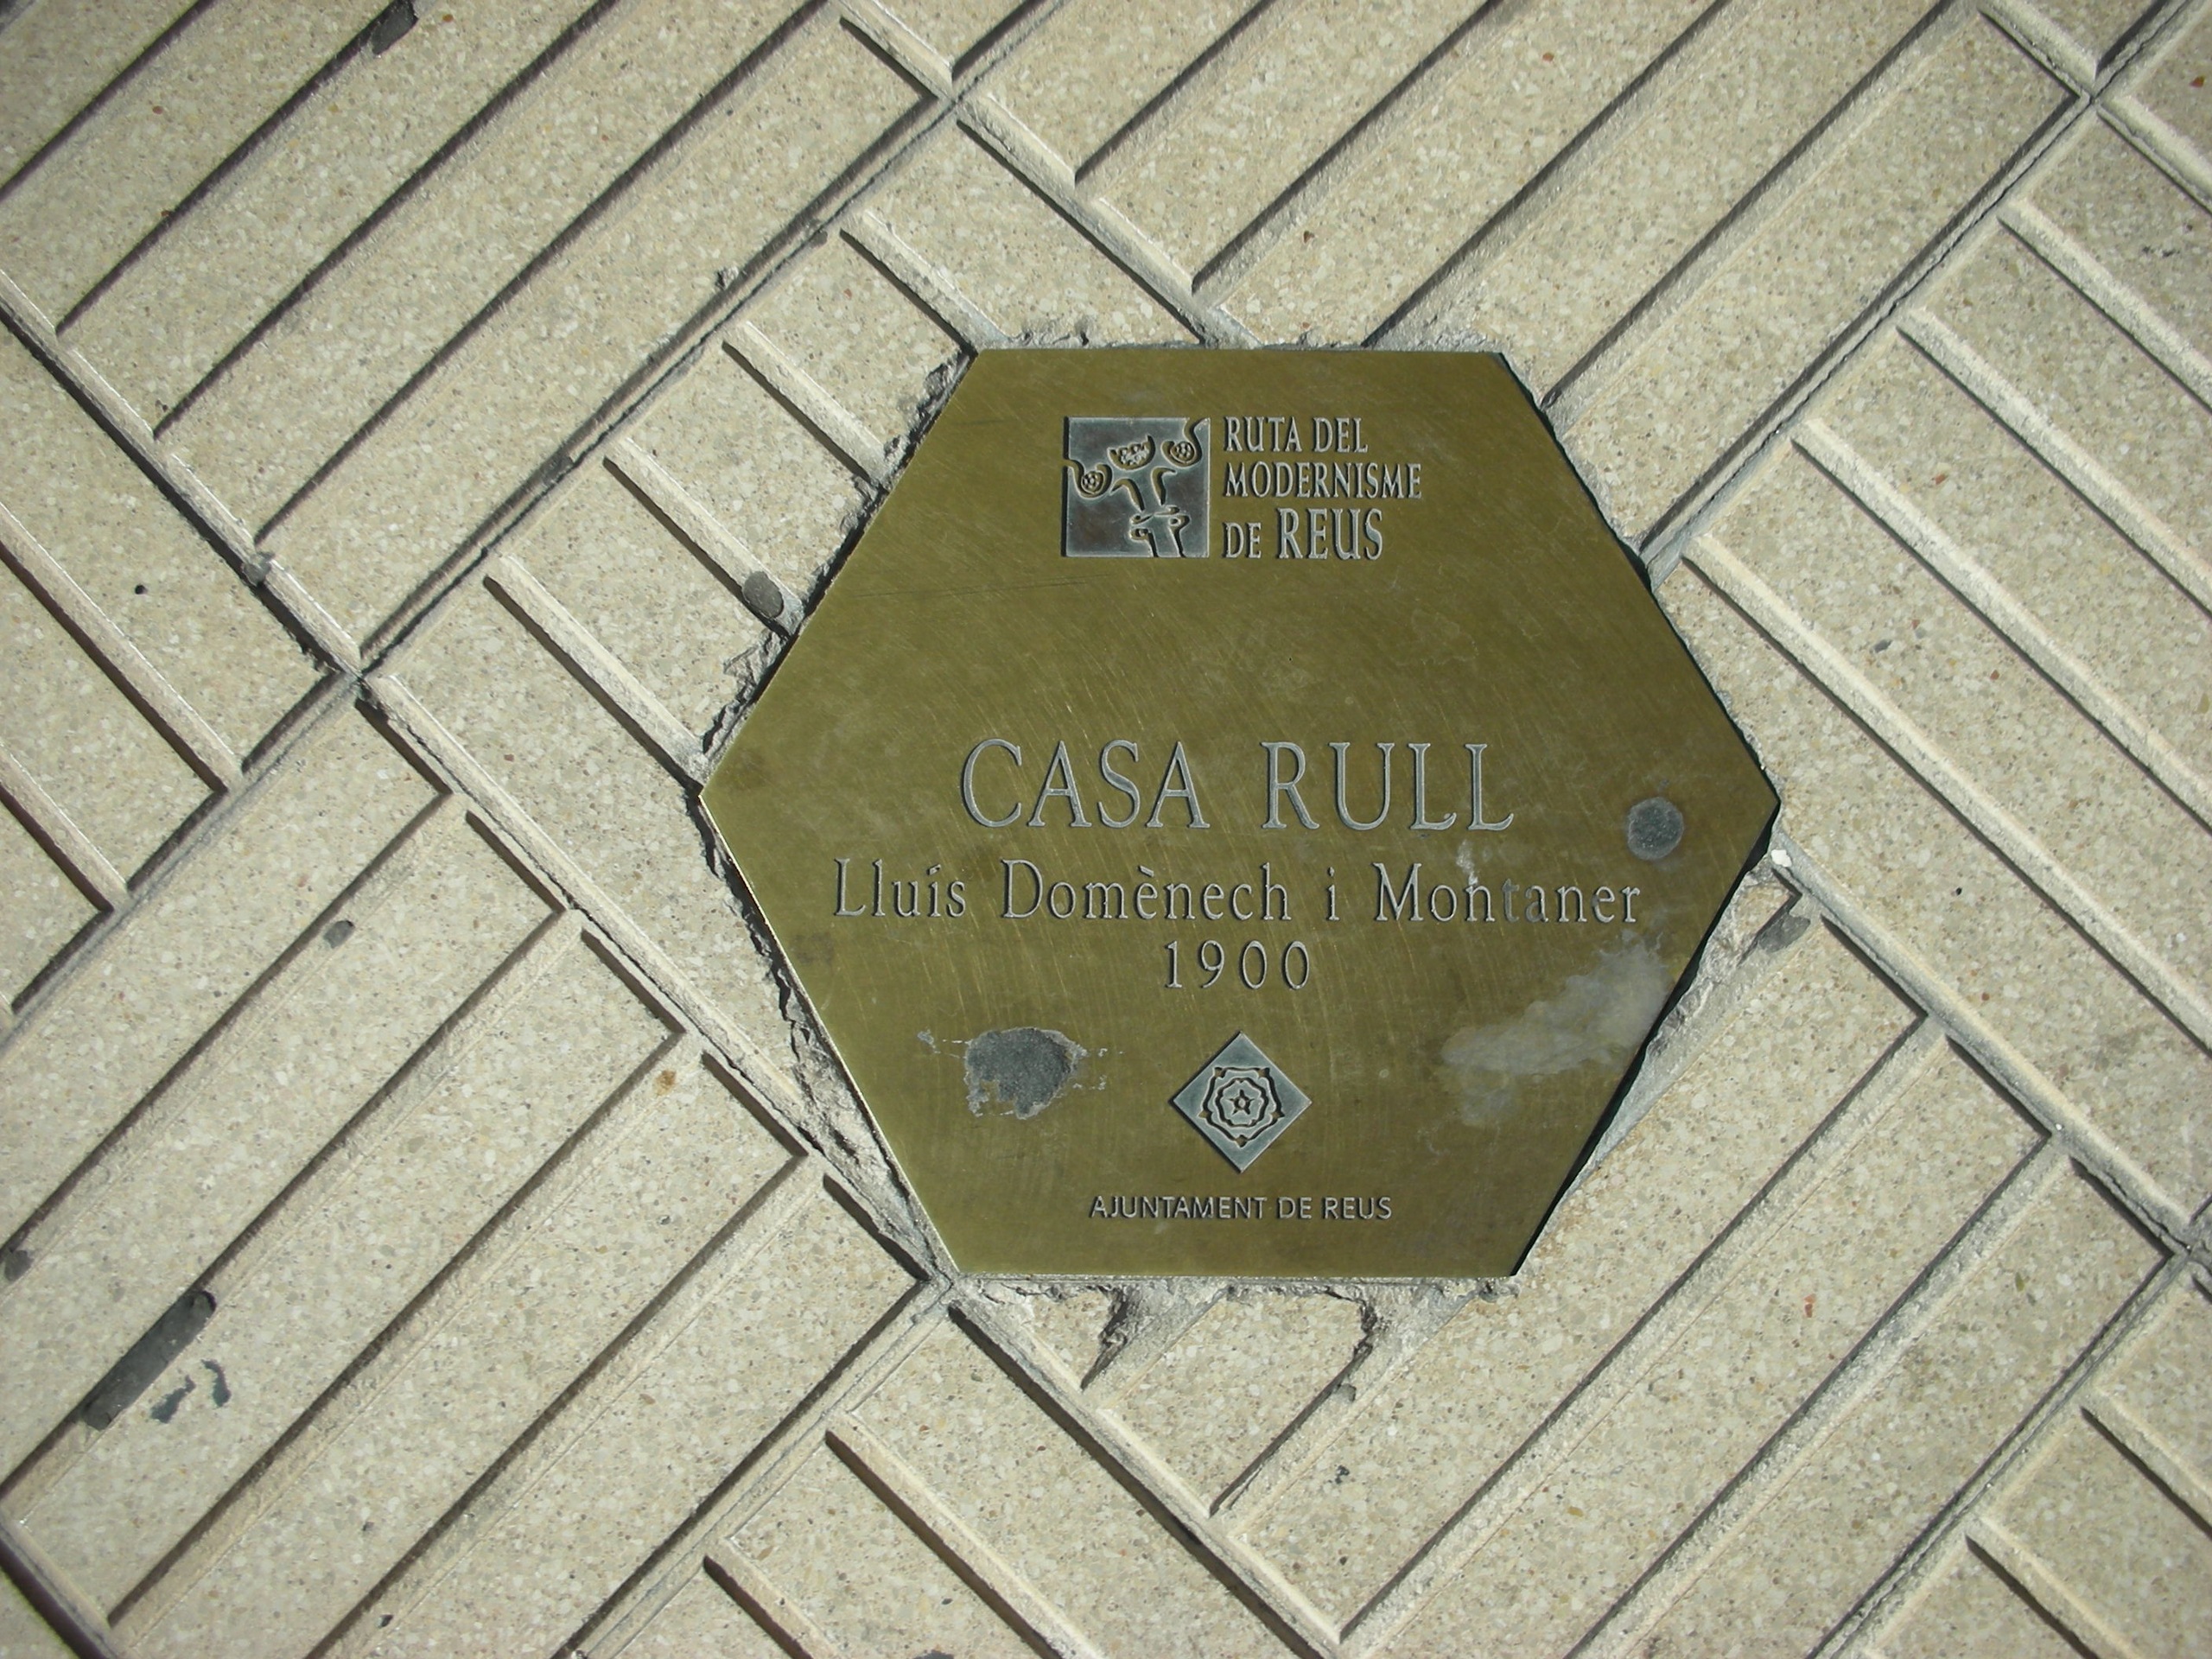 RUTA DEL
MODERNISME
DE REUS
CASA RULL
Lluís Domènech i Montaner
1900
AJUNTAMENT DE REUS